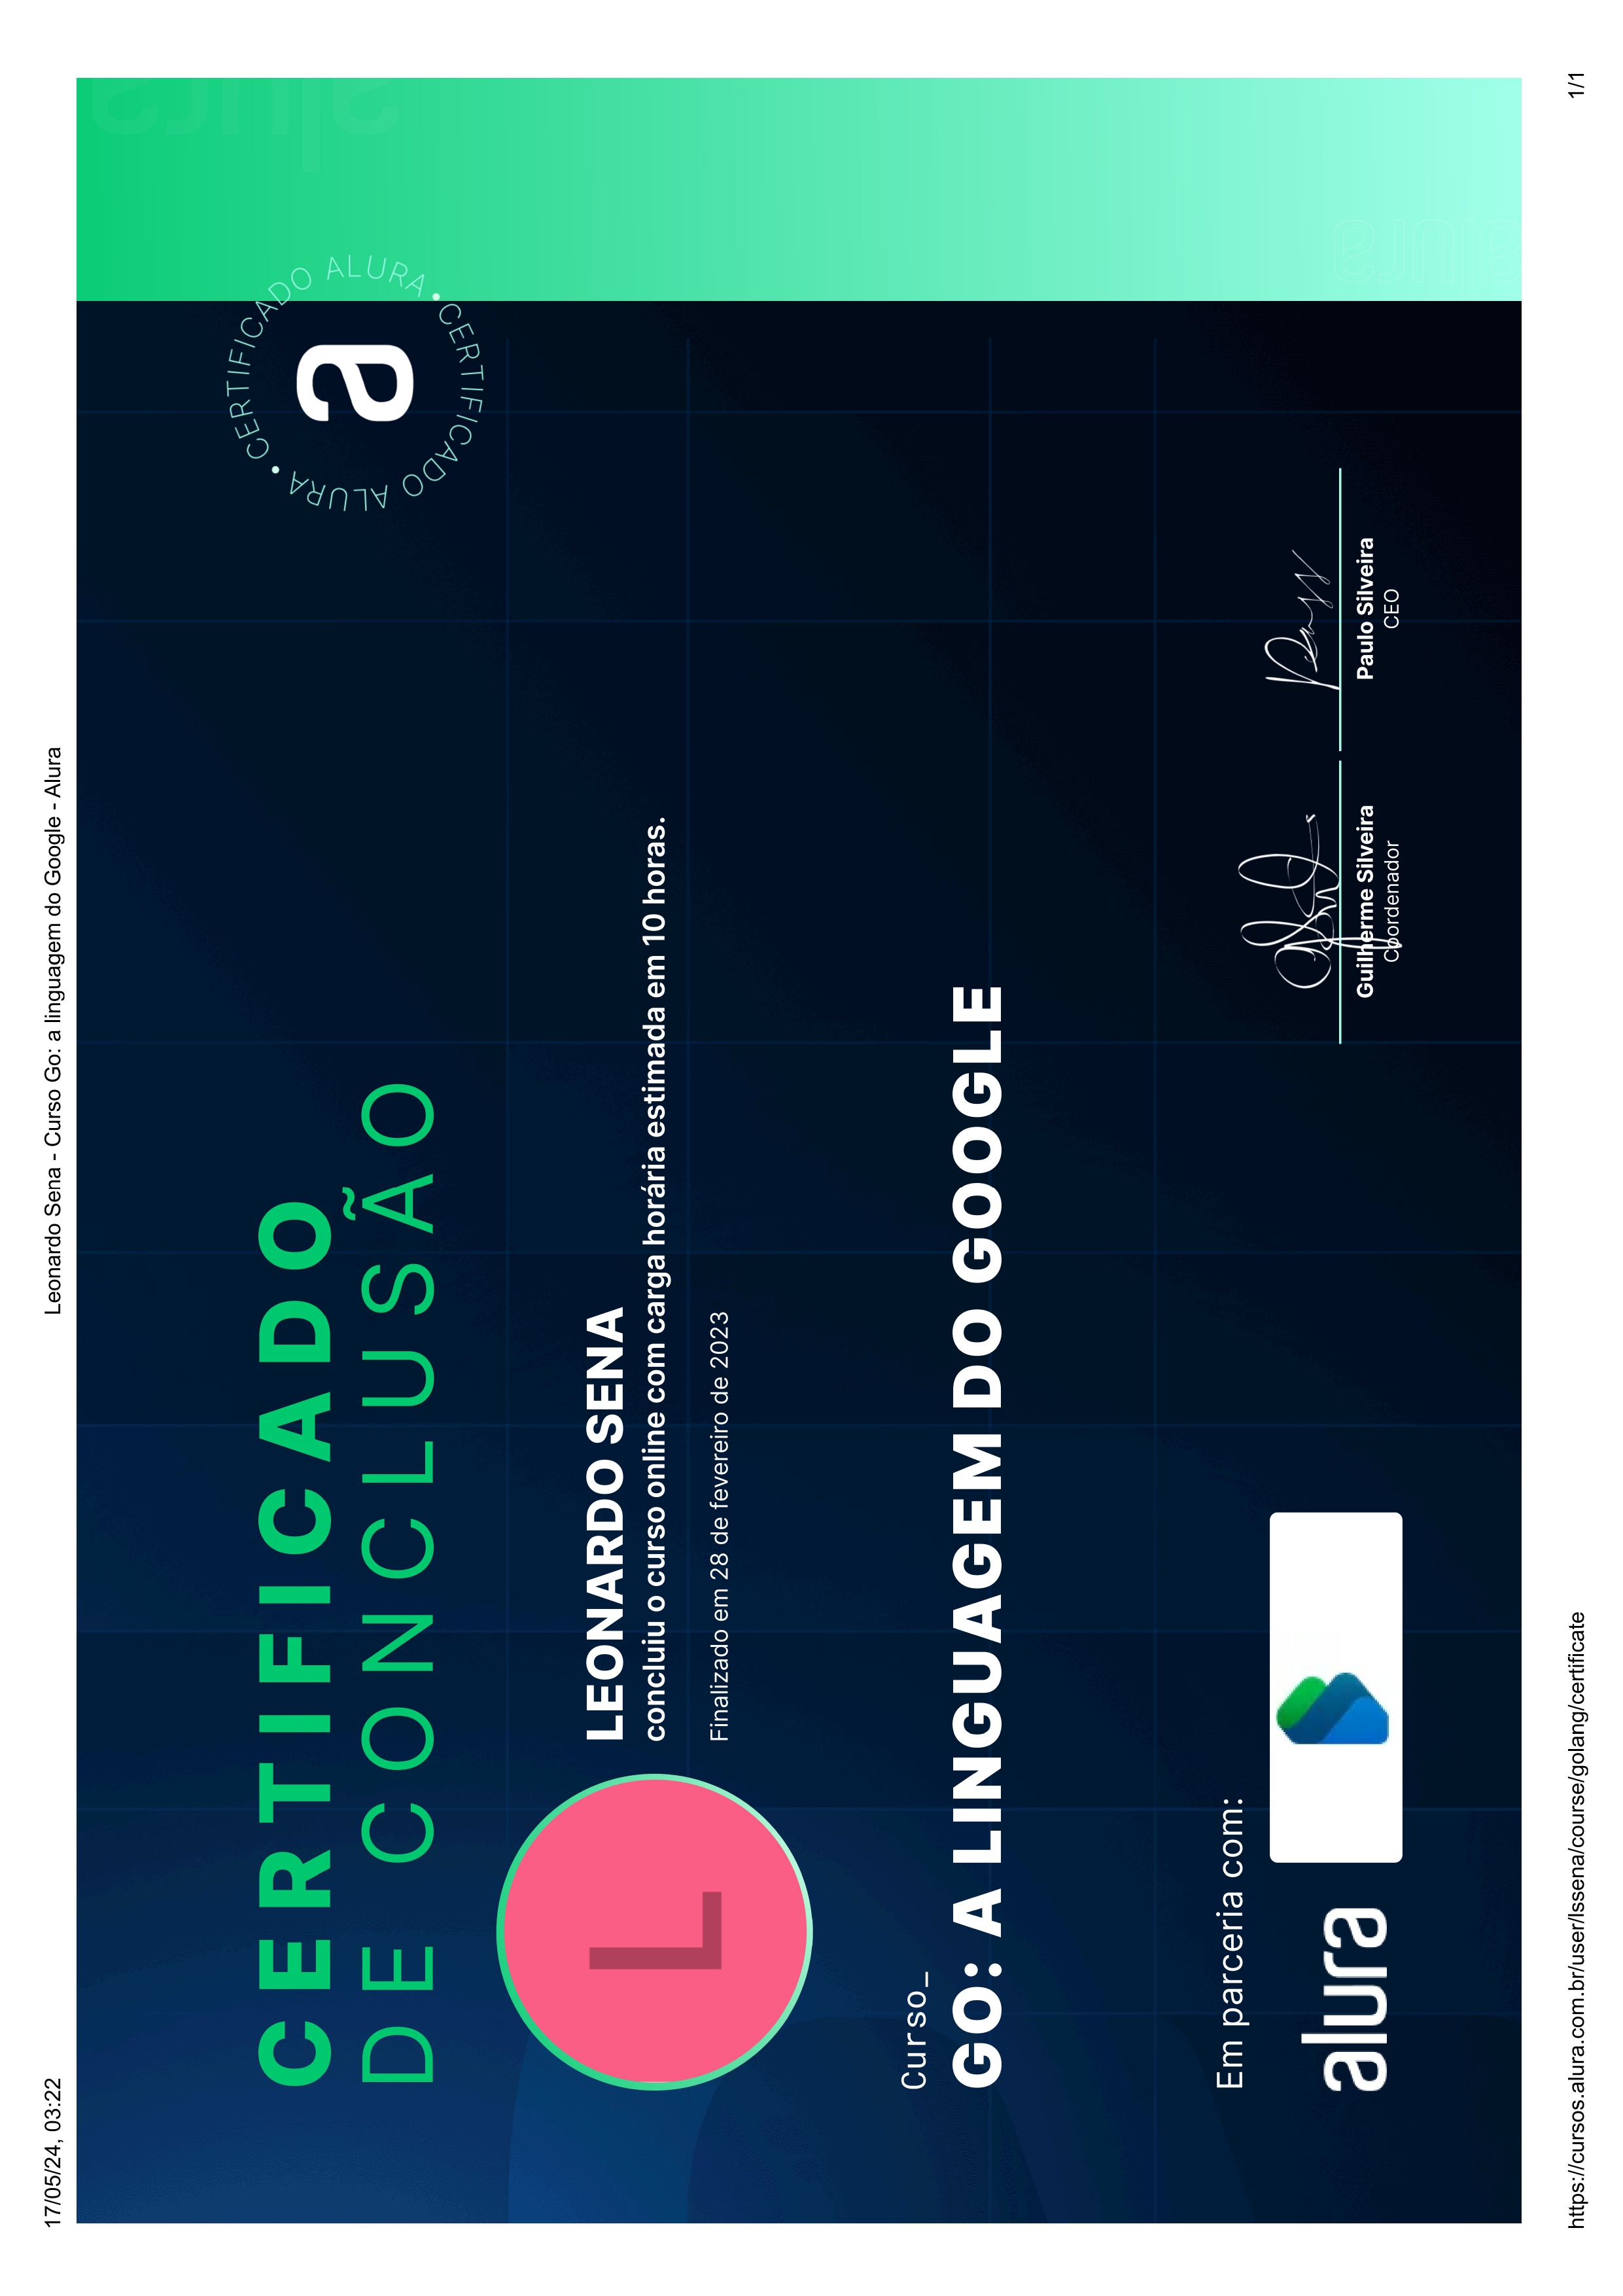 17/05/24, 03:22
Leonardo Sena - Curso Go: a linguagem do Google - Alura
CERTIFICADO
DE CONCLUSÃO
CERTIFICADO ALURA • CERTIFICADO ALURA •
a
alura
L
LEONARDO SENA
concluiu o curso online com carga horária estimada em 10 horas.
Finalizado em 28 de fevereiro de 2023
Curso_
GO: A LINGUAGEM DO GOOGLE
Em parceria com:
alura
Guilherme Silveira
Coordenador
Paulo Silveira
CEO
alura
https://cursos.alura.com.br/user/lssena/course/golang/certificate
1/1